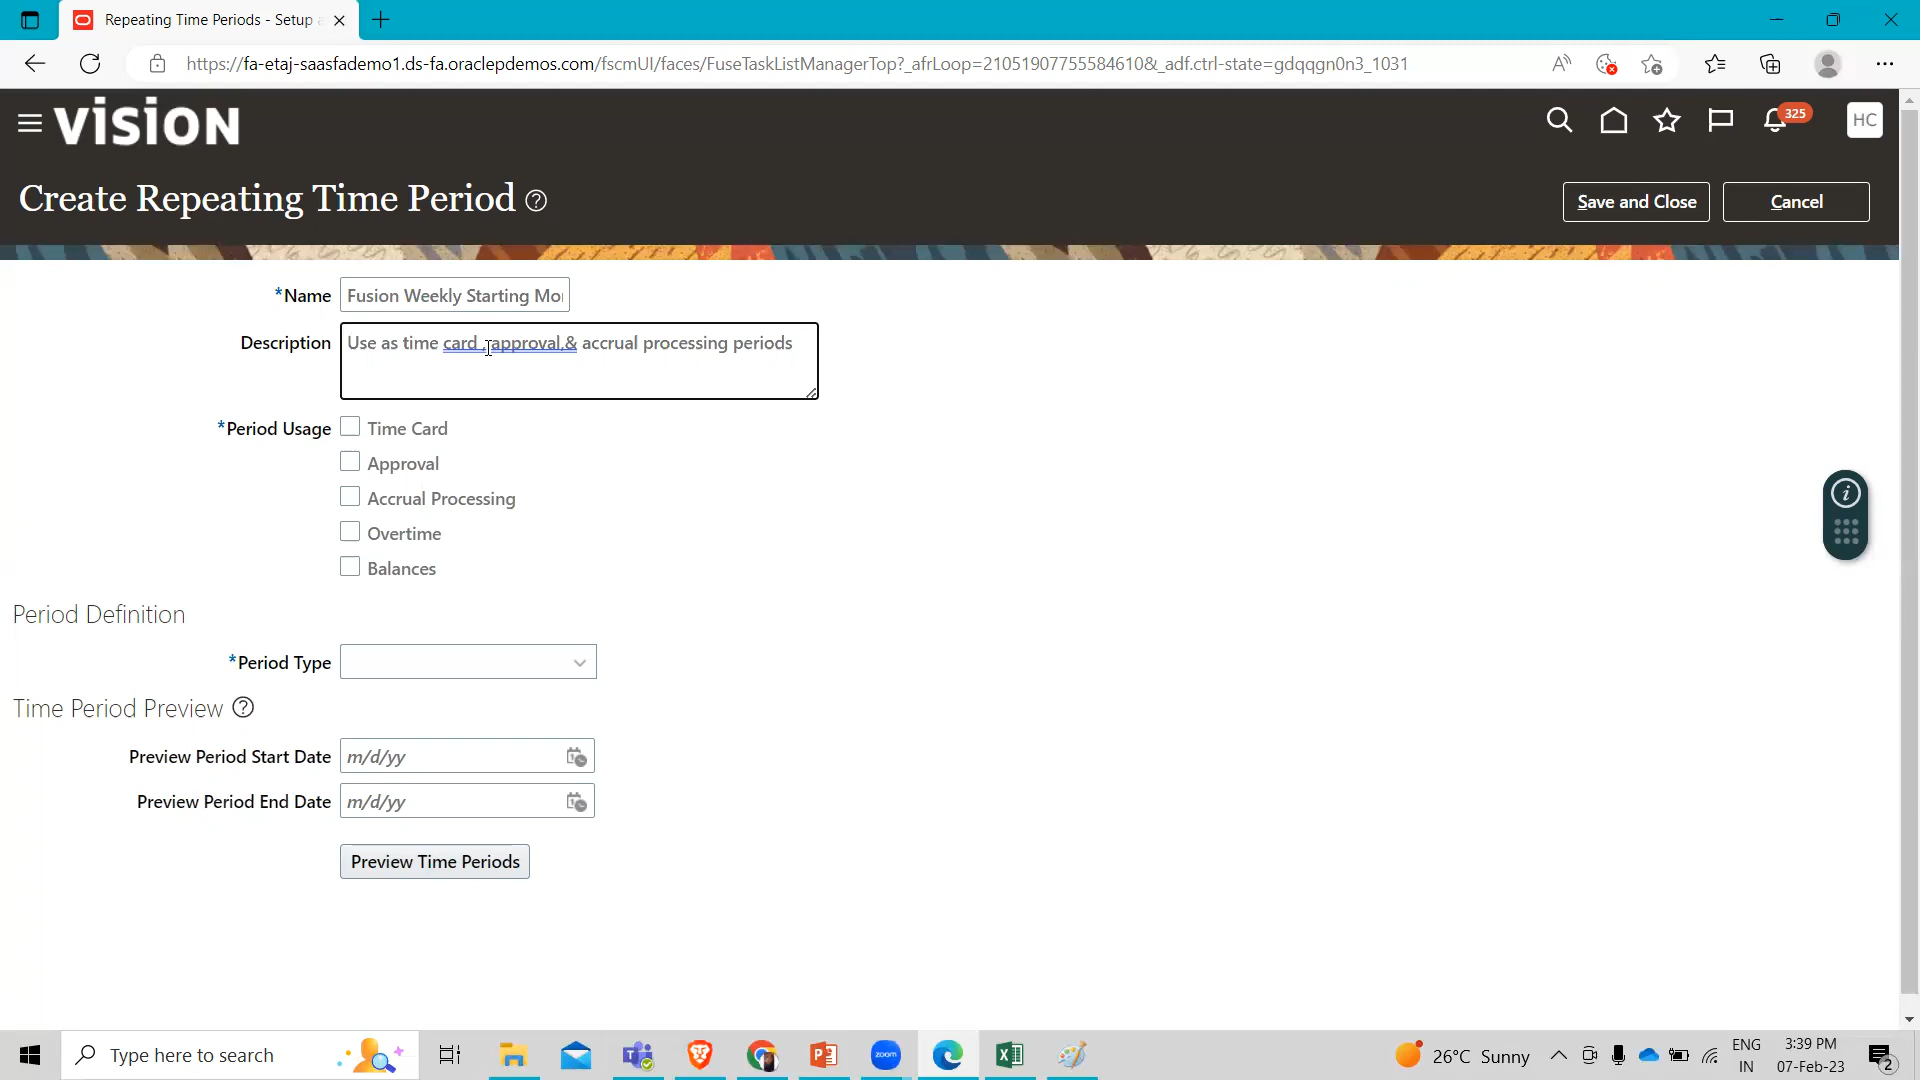 Repeating Time Periods - Setup a
https://fa-etaj-saasfademo1.ds-fa.oraclepdemos.com/fscmUI/faces/FuseTaskListManagerTop?_afrLoop=21051907755584610&_adf.ctrl-state=gdqqgn0n3_1031
vision
325
HC
Create Repeating Time Period ?
Save and Close
Cancel
*Name
Fusion Weekly Starting Mo
Description
Use as time card , approval,& accrual processing periods
*Period Usage
Time Card
Approval
Accrual Processing
Overtime
Balances
Period Definition
*Period Type
Time Period Preview ?
Preview Period Start Date
m/d/yy
Preview Period End Date
m/d/yy
Preview Time Periods
Type here to search
zoom
26°C Sunny
ENG
IN
3:39 PM
07-Feb-23
2